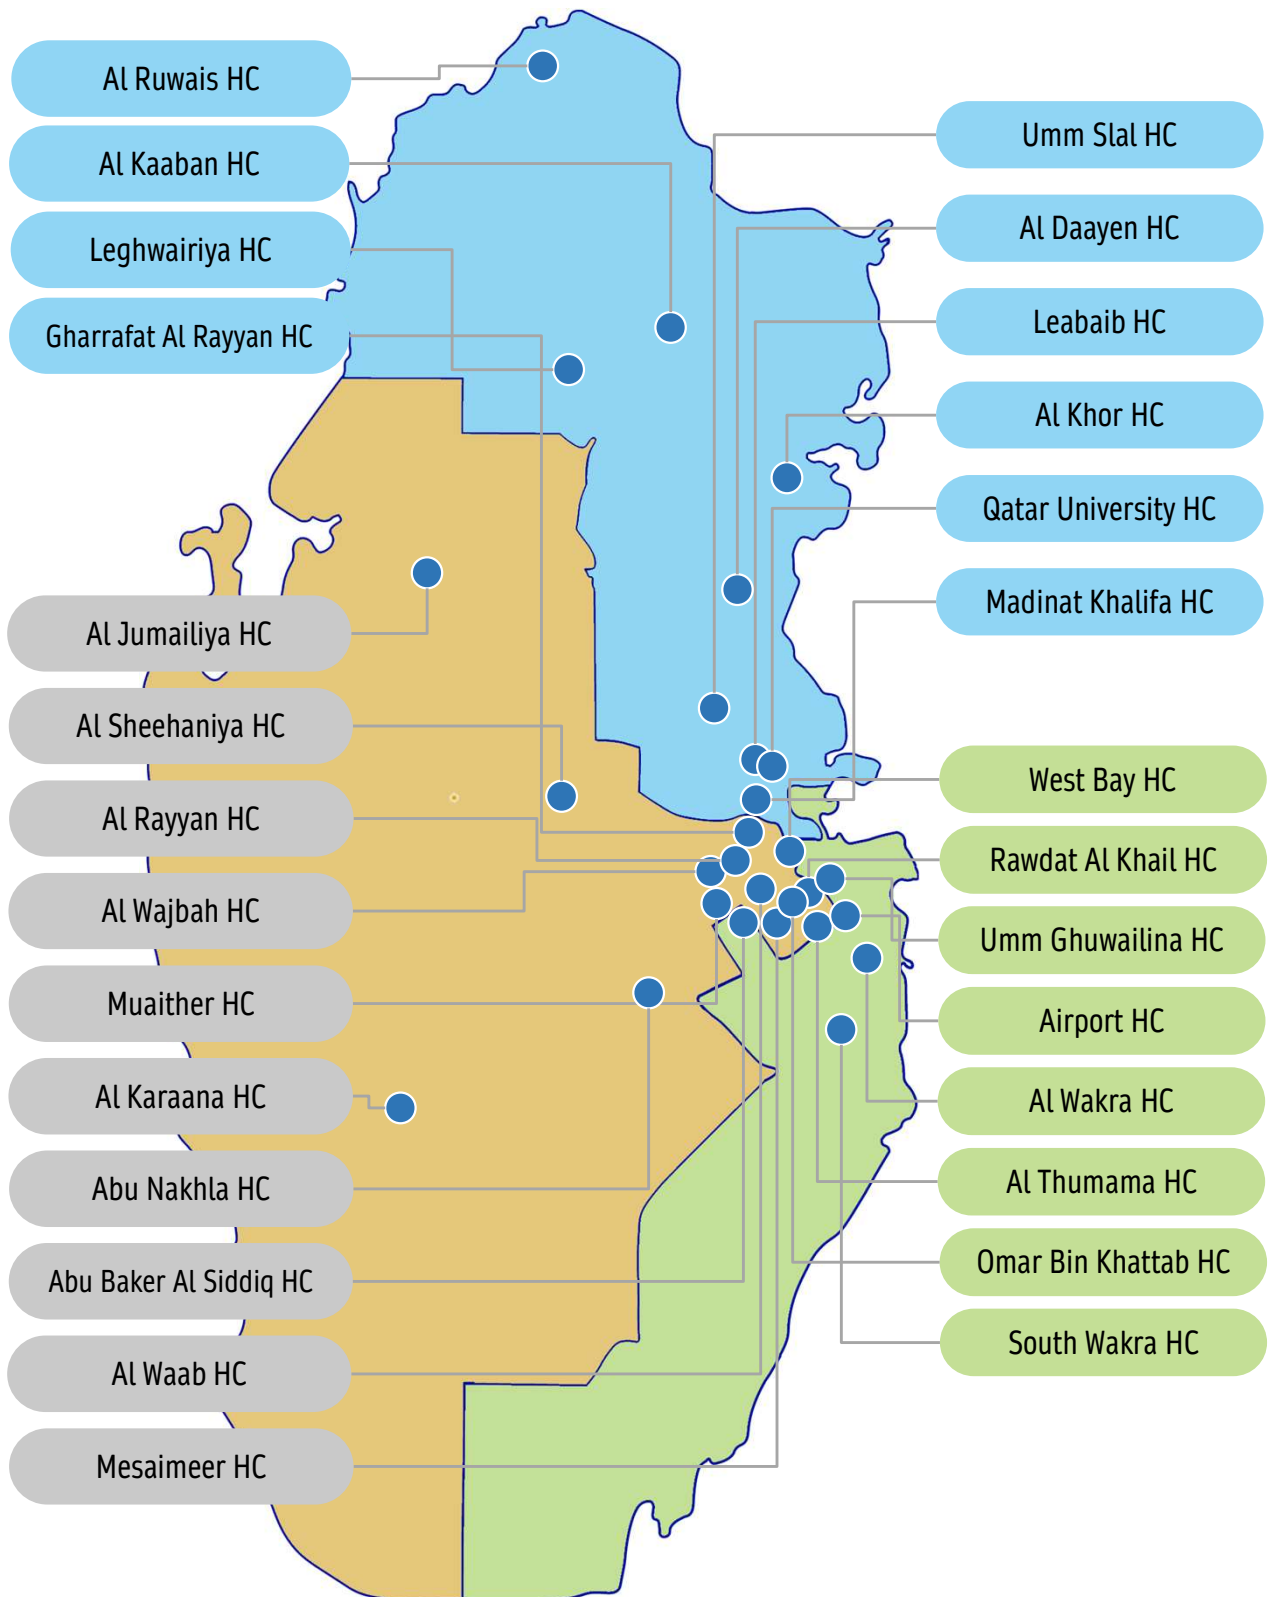 Al Ruwais HC
Al Kaaban HC
Leghwairiya HC
Gharrafat Al Rayyan HC
Umm Slal HC
Al Daayen HC
Leabaib HC
Al Khor HC
Qatar University HC
Madinat Khalifa HC
Al Jumailiya HC
Al Sheehaniya HC
Al Rayyan HC
Al Wajbah HC
Muaither HC
Al Karaana HC
Abu Nakhla HC
Abu Baker Al Siddiq HC
Al Waab HC
Mesaimeer HC
West Bay HC
Rawdat Al Khail HC
Umm Ghuwailina HC
Airport HC
Al Wakra HC
Al Thumama HC
Omar Bin Khattab HC
South Wakra HC